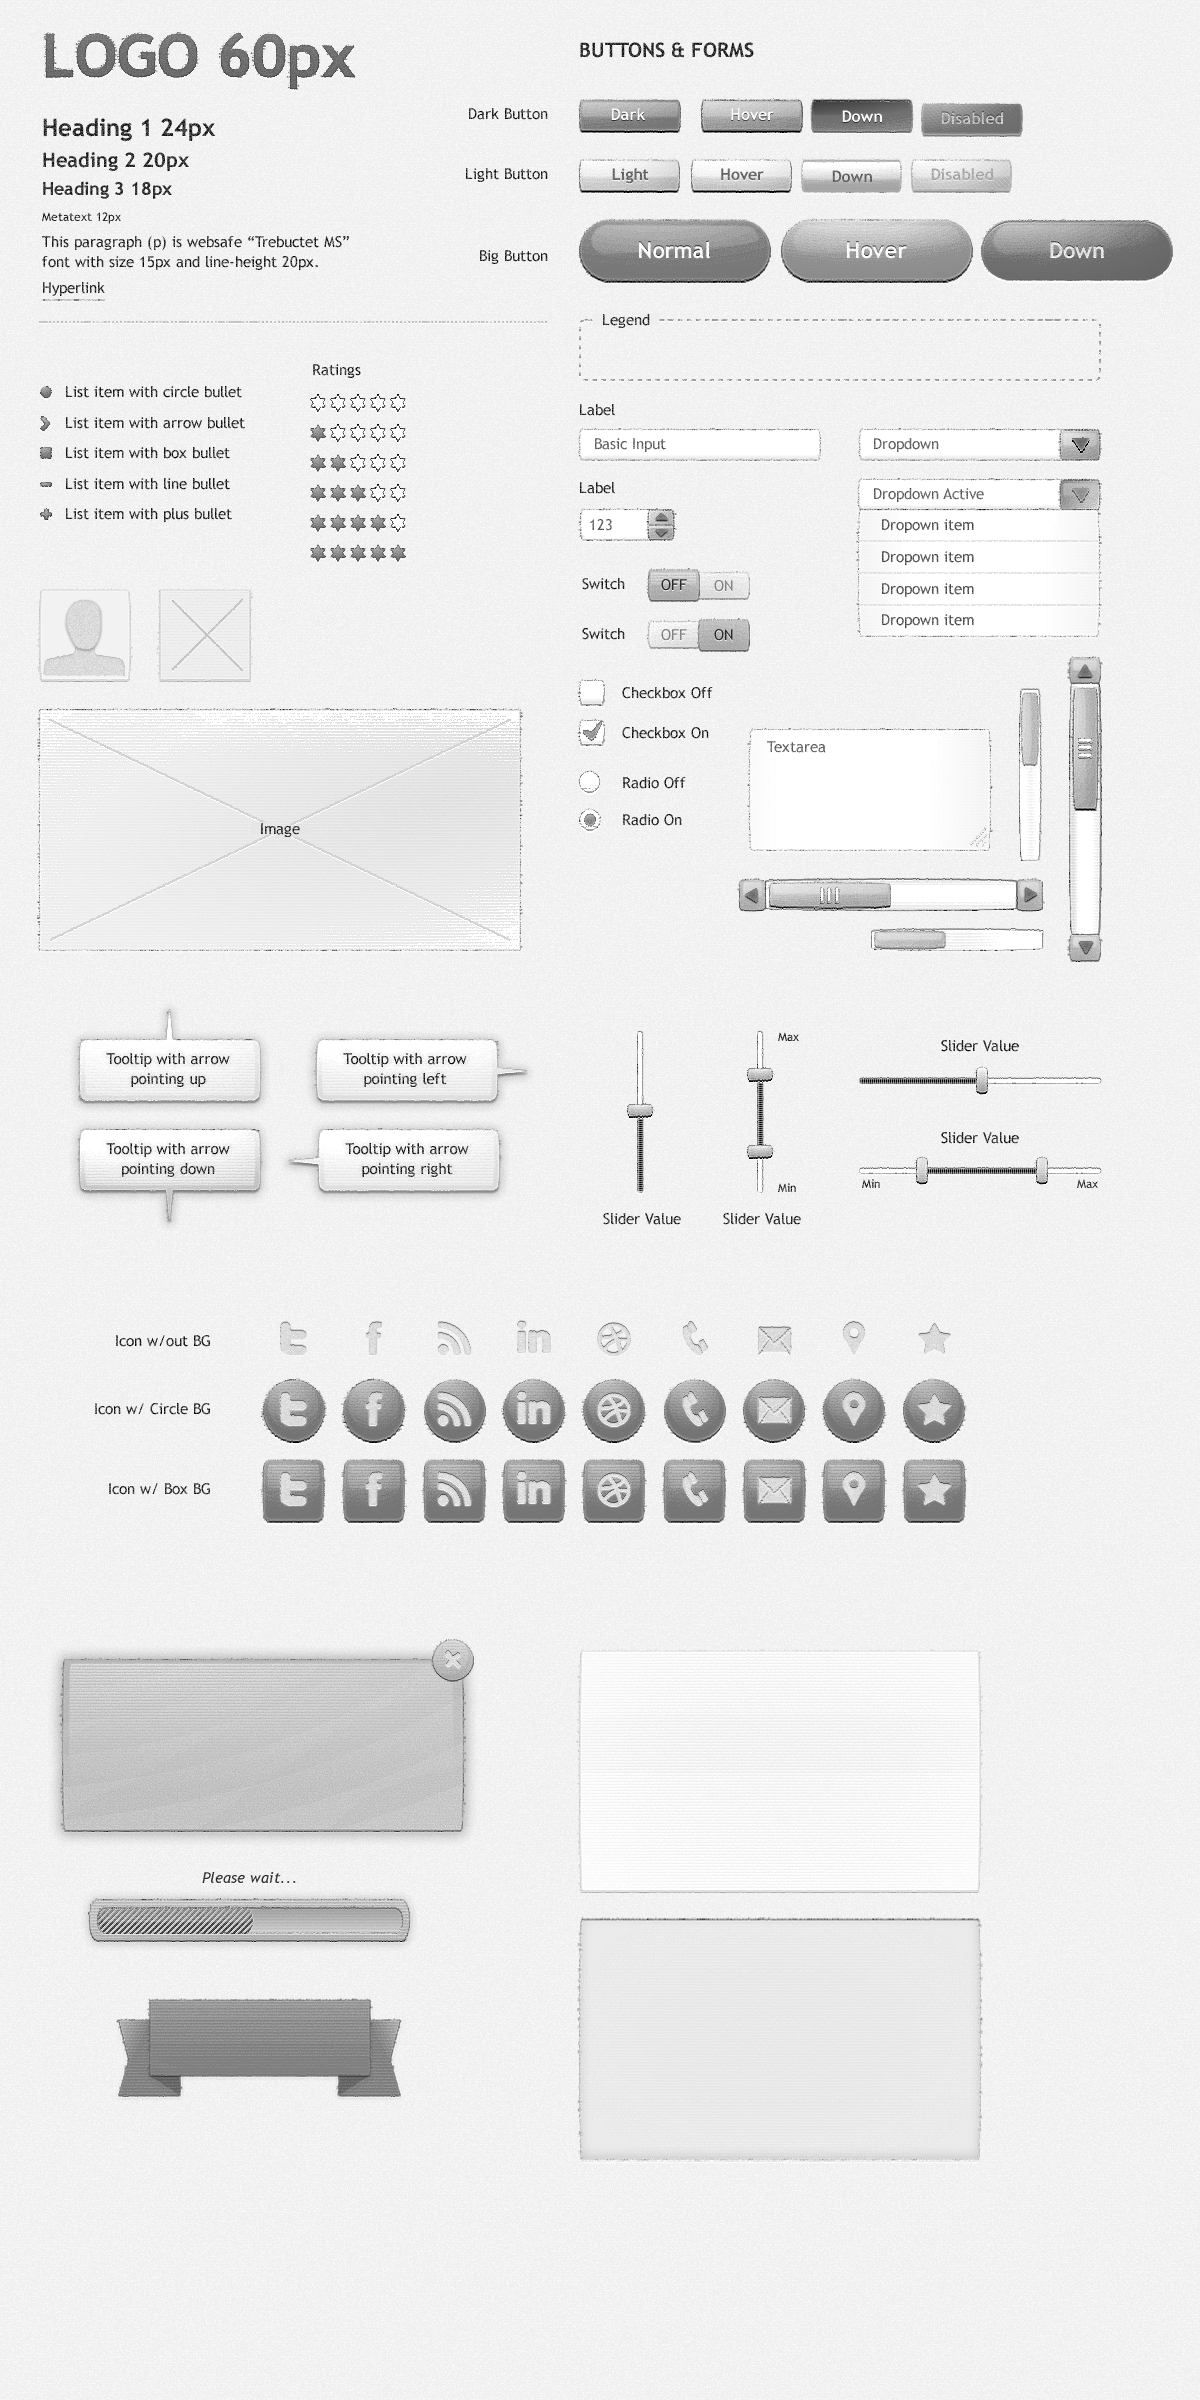 LOGO 60px
Heading 1 24px
Heading 2 20px
Heading 3 18px
Metatext 12px
This paragraph (p) is websafe “Trebuctet MS”
font with size 15px and line-height 20px.
Hyperlink
BUTTONS & FORMS
Dark Button
Dark
Hover
Down
Disabled
Light Button
Light
Hover
Down
Disabled
Big Button
Normal
Hover
Down
Legend
List item with circle bullet
List item with arrow bullet
List item with box bullet
List item with line bullet
List item with plus bullet
Ratings
Label
Basic Input
Dropdown
Label
123
Dropdown Active
Dropown item
Dropown item
Dropown item
Dropown item
Switch
OFF
ON
Switch
OFF
ON
Checkbox Off
Checkbox On
Radio Off
Radio On
Textarea
Image
Tooltip with arrow
pointing up
Tooltip with arrow
pointing left
Tooltip with arrow
pointing down
Tooltip with arrow
pointing right
Slider Value
Max
Min
Slider Value
Slider Value
Slider Value
Min
Max
Icon w/out BG
in
Icon w/ Circle BG
in
Icon w/ Box BG
in
Please wait...